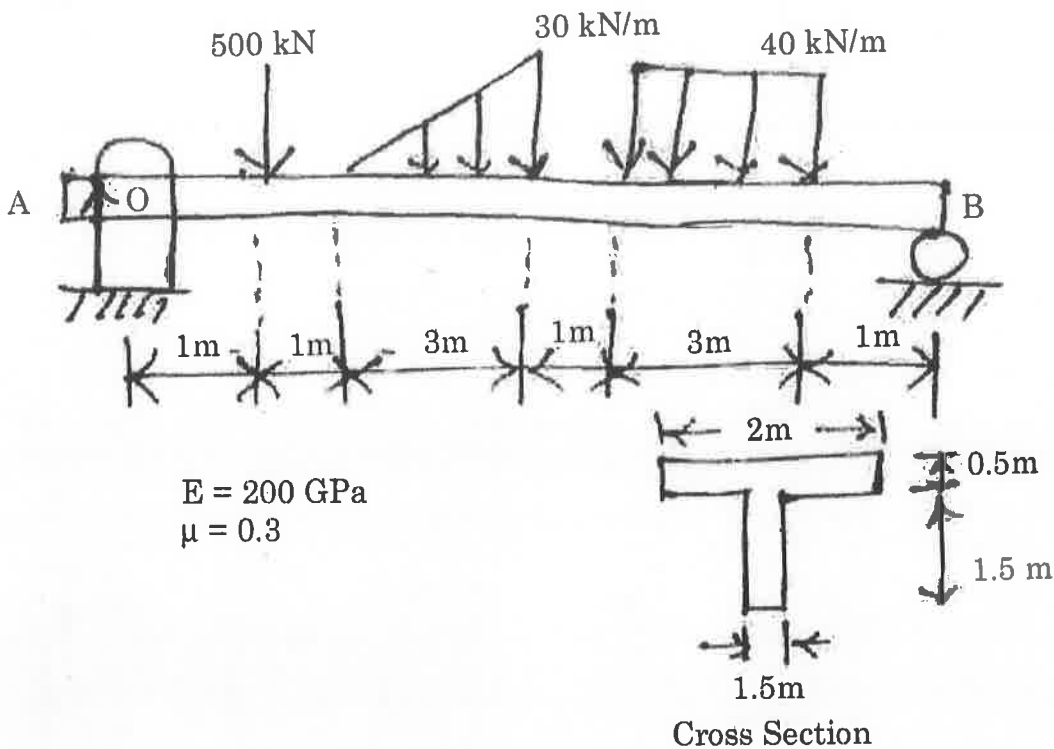 500 kN 30 kN/m 40 kN/m
A O B
1m 1m 3m 1m 3m 1m
2m
0.5m
E = 200 GPa
μ = 0.3
1.5 m
1.5m
Cross Section